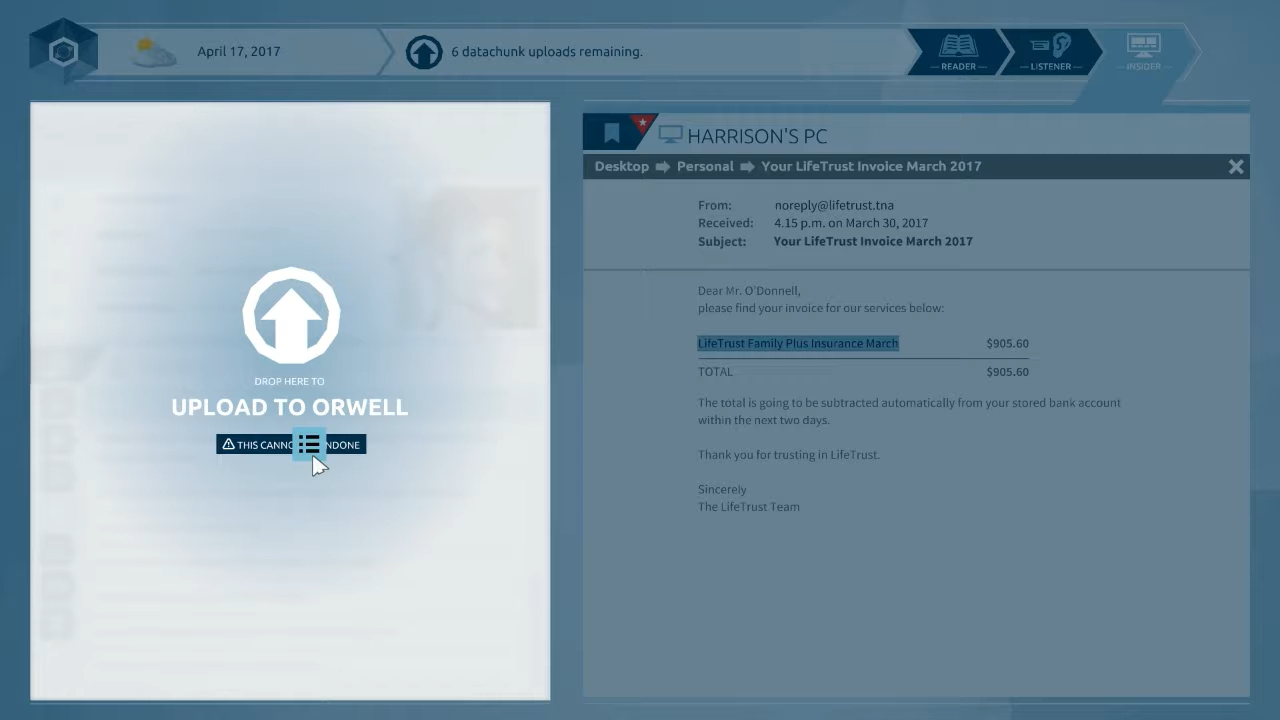 April 17, 2017
6 datachunk uploads remaining.
— READER —
— LISTENER —
— INSIDER —
DROP HERE TO
UPLOAD TO ORWELL
THIS
HARRISON'S PC
Desktop Personal Your LifeTrust Invoice March 2017
From: noreply@lifetrust.tna
Received: 4.15 p.m. on March 30, 2017
Subject: Your LifeTrust Invoice March 2017
Dear Mr. O'Donnell,
please find your invoice for our services below:
LifeTrust Family Plus Insurance March $905.60
TOTAL $905.60
The total is going to be subtracted automatically from your stored bank account
within the next two days.
Thank you for trusting in LifeTrust.
Sincerely
The LifeTrust Team